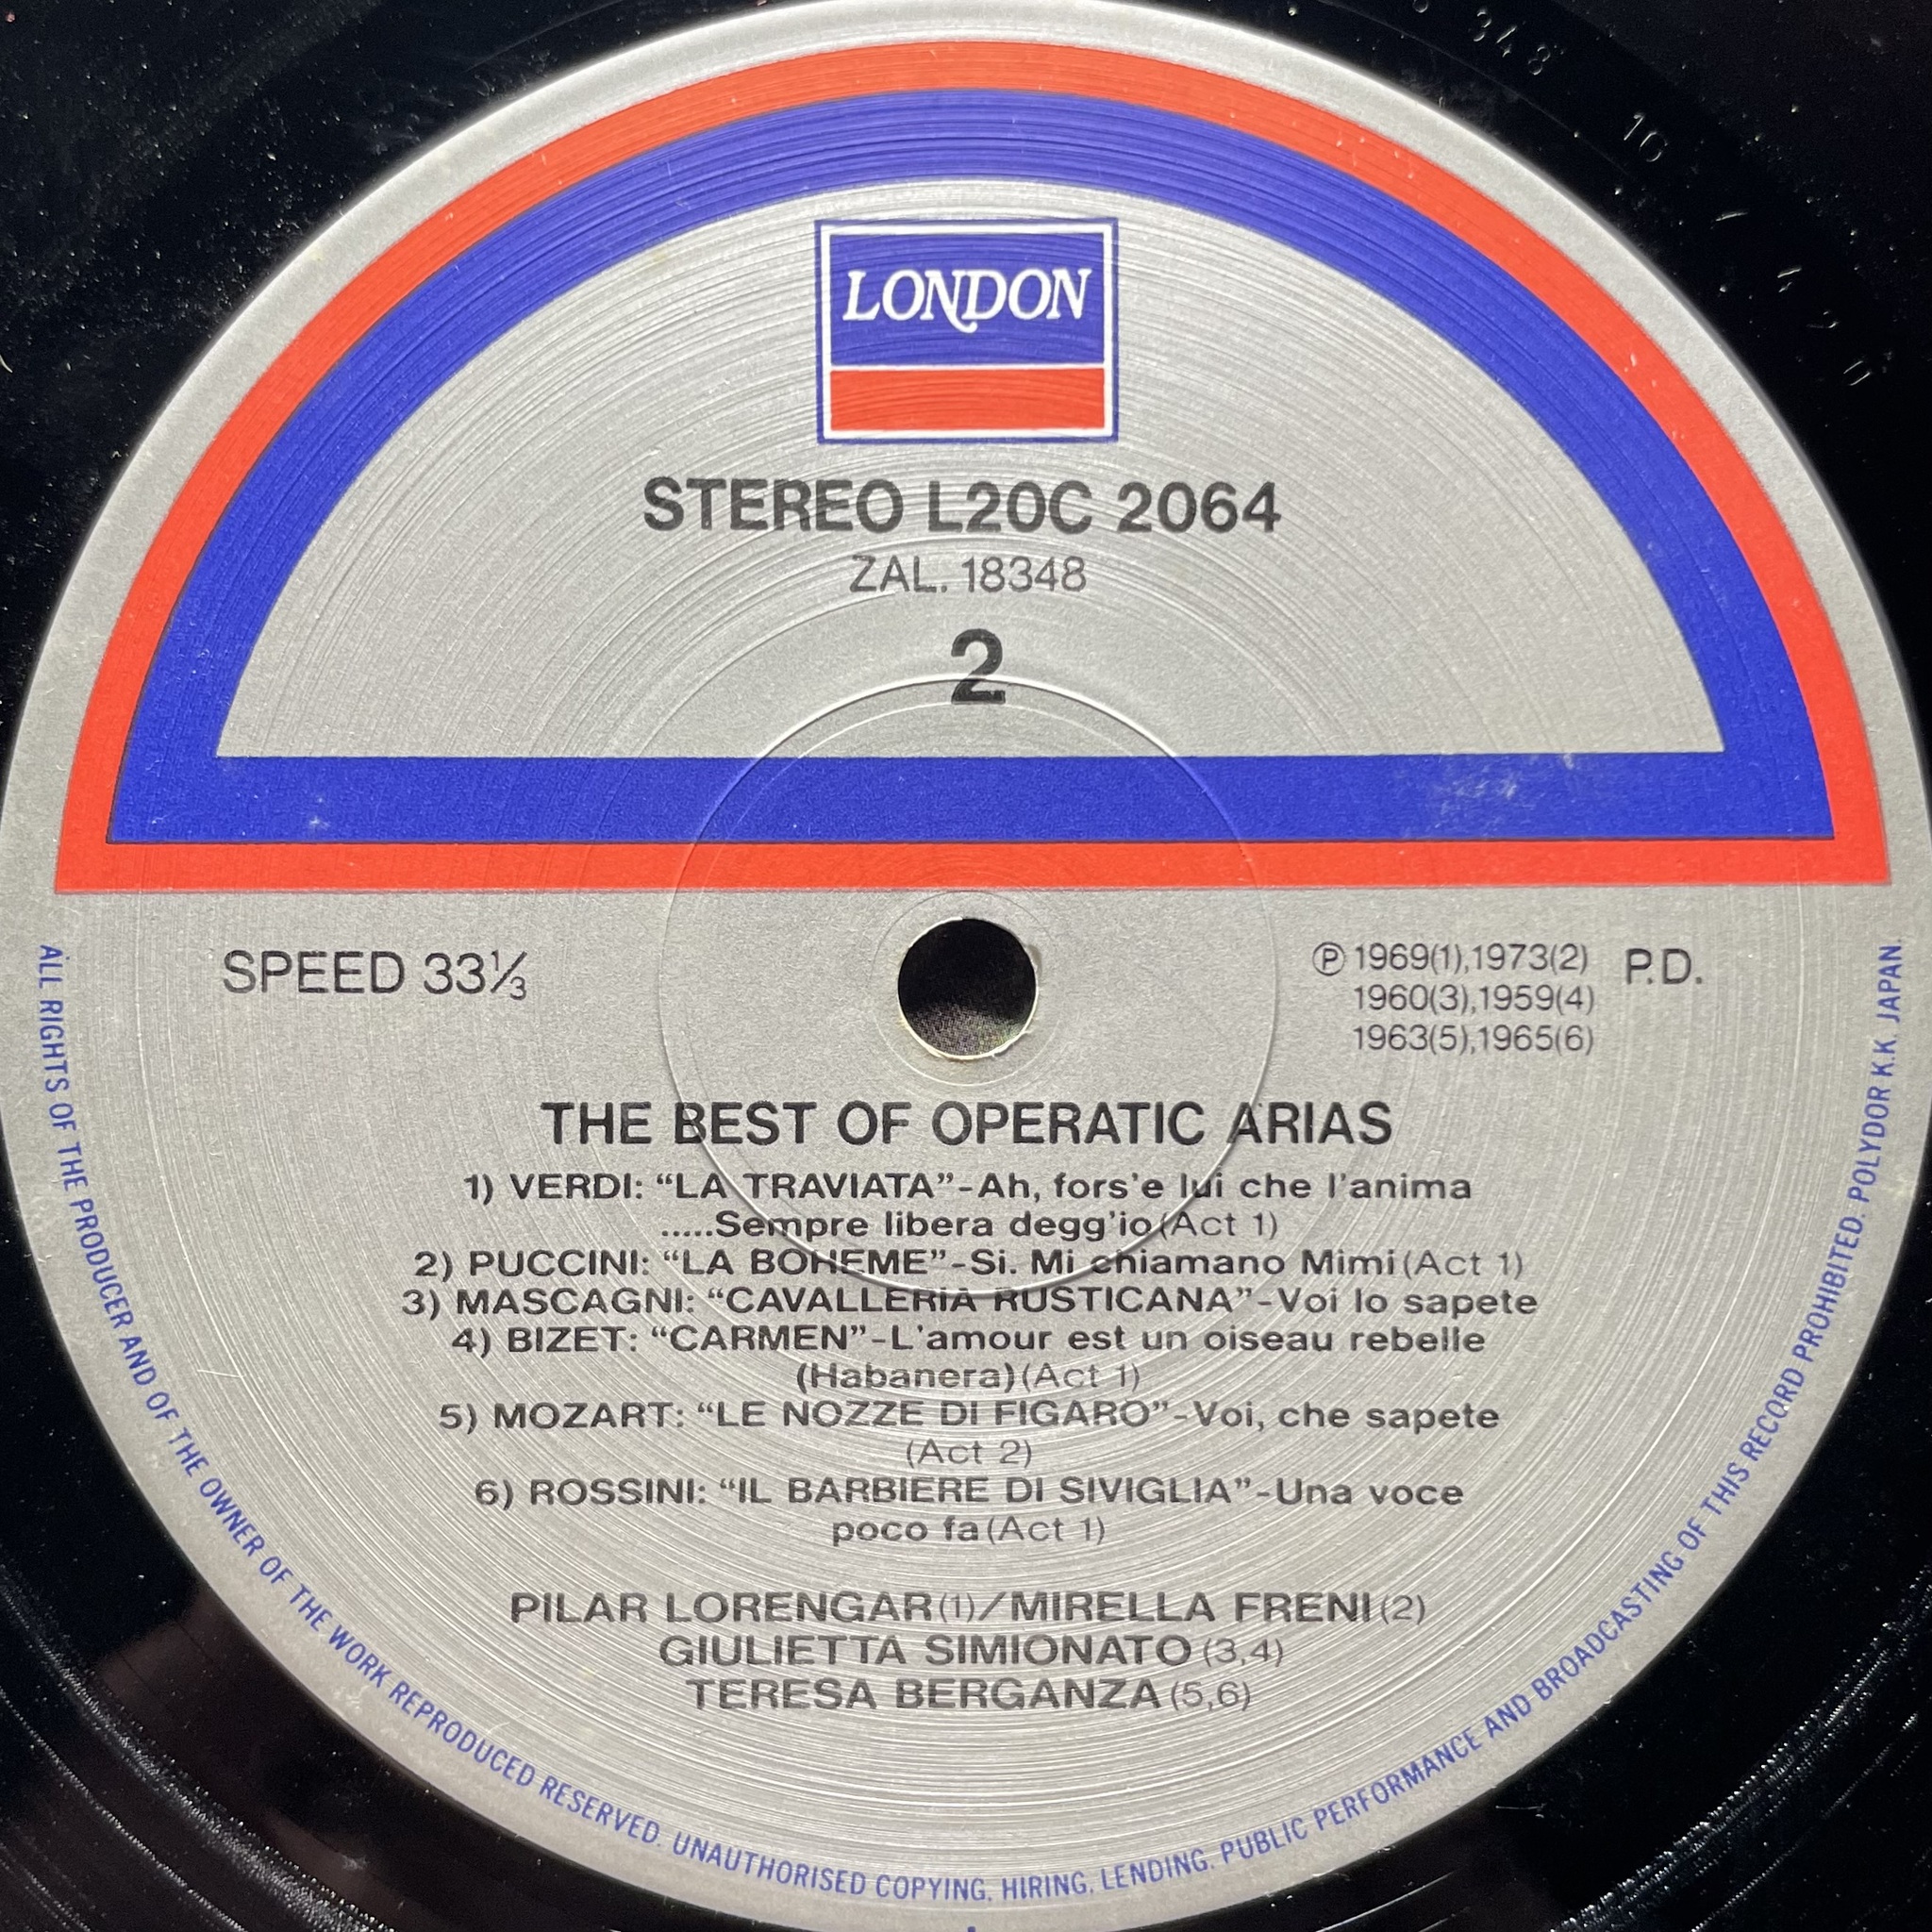 LONDON
STEREO L20C 2064
ZAL. 18348
2
SPEED 33⅓
Ⓟ 1969(1),1973(2) P.D.
1960(3),1959(4)
1963(5),1965(6)
THE BEST OF OPERATIC ARIAS
1) VERDI: “LA TRAVIATA”-Ah, fors'e lui che l'anima
.....Sempre libera degg'io(Act 1)
2) PUCCINI: “LA BOHEME”-Si. Mi chiamano Mimi(Act 1)
3) MASCAGNI: “CAVALLERIA RUSTICANA”-Voi lo sapete
4) BIZET: “CARMEN”-L'amour est un oiseau rebelle
(Habanera)(Act 1)
5) MOZART: “LE NOZZE DI FIGARO”-Voi, che sapete
(Act 2)
6) ROSSINI: “IL BARBIERE DI SIVIGLIA”-Una voce
poco fa(Act 1)
PILAR LORENGAR(1)/MIRELLA FRENI(2)
GIULIETTA SIMIONATO(3,4)
TERESA BERGANZA(5,6)
ALL RIGHTS OF THE PRODUCER AND OF THE OWNER OF THE WORK REPRODUCED RESERVED. UNAUTHORISED COPYING, HIRING, LENDING, PUBLIC PERFORMANCE AND BROADCASTING OF THIS RECORD PROHIBITED. POLYDOR K.K. JAPAN.